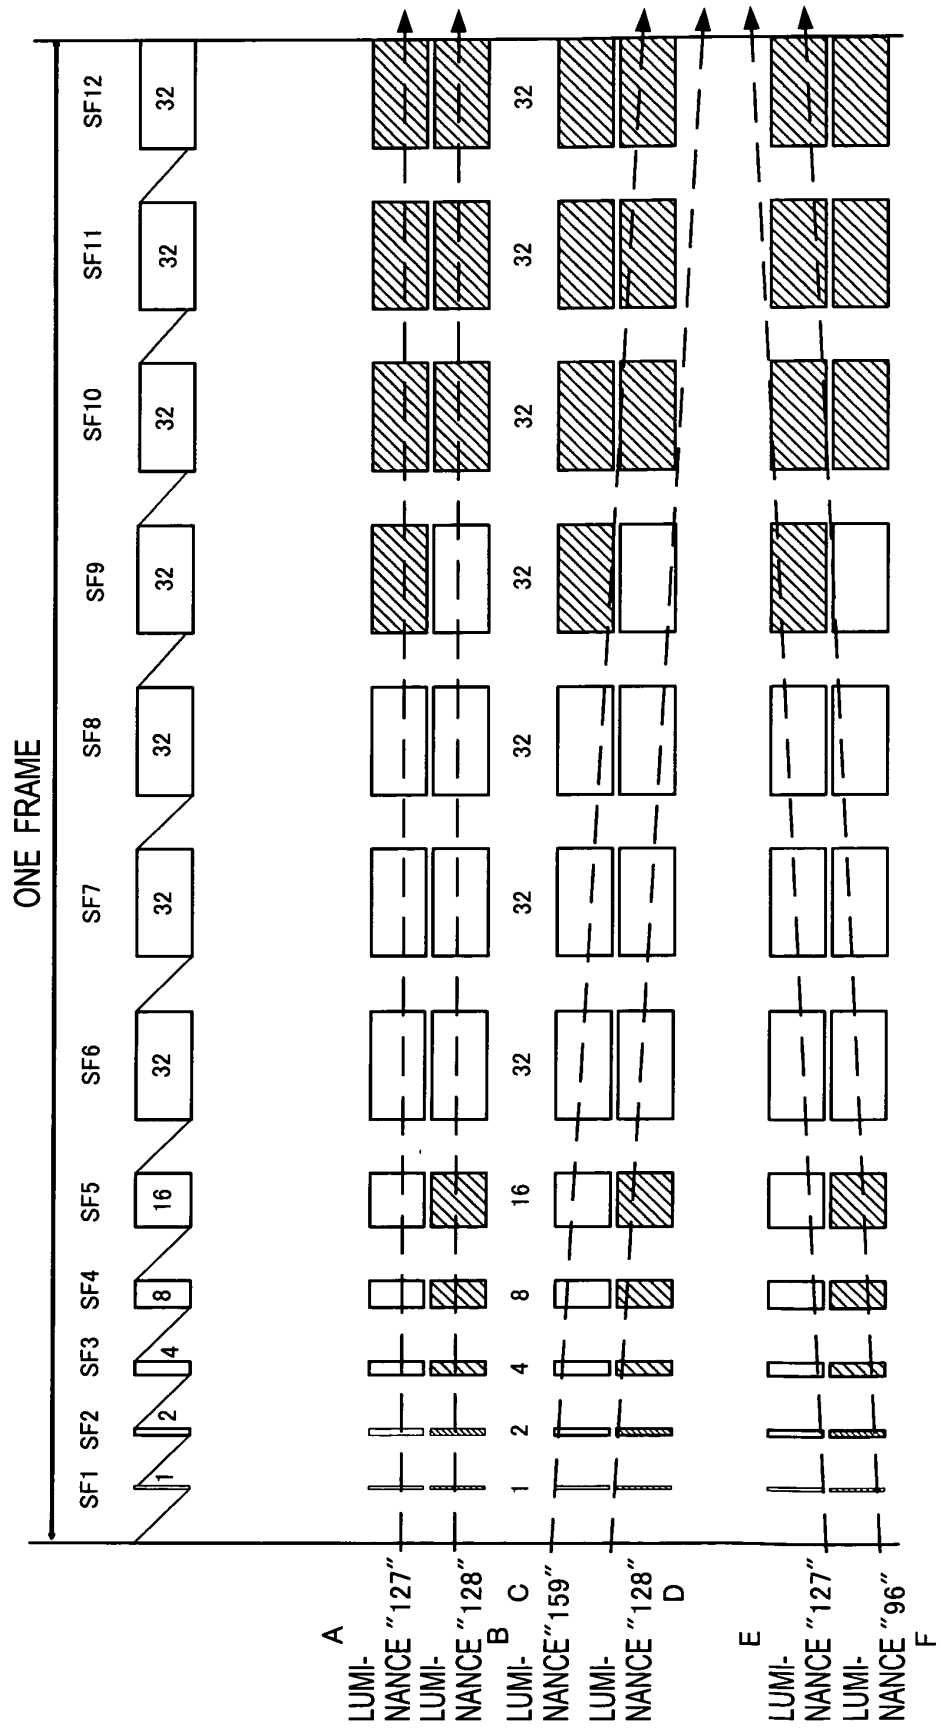 ONE FRAME
SF1 SF2 SF3 SF4 SF5 SF6 SF7 SF8 SF9 SF10 SF11 SF12
1 2 4 8 16 32 32 32 32 32 32 32
A
LUMI-
NANCE "127"
LUMI-
NANCE "128"
B
C
1 2 4 8 16 32 32 32 32 32 32 32
LUMI-
NANCE "159"
LUMI-
NANCE "128"
D
E
LUMI-
NANCE "127"
LUMI-
NANCE "96"
F